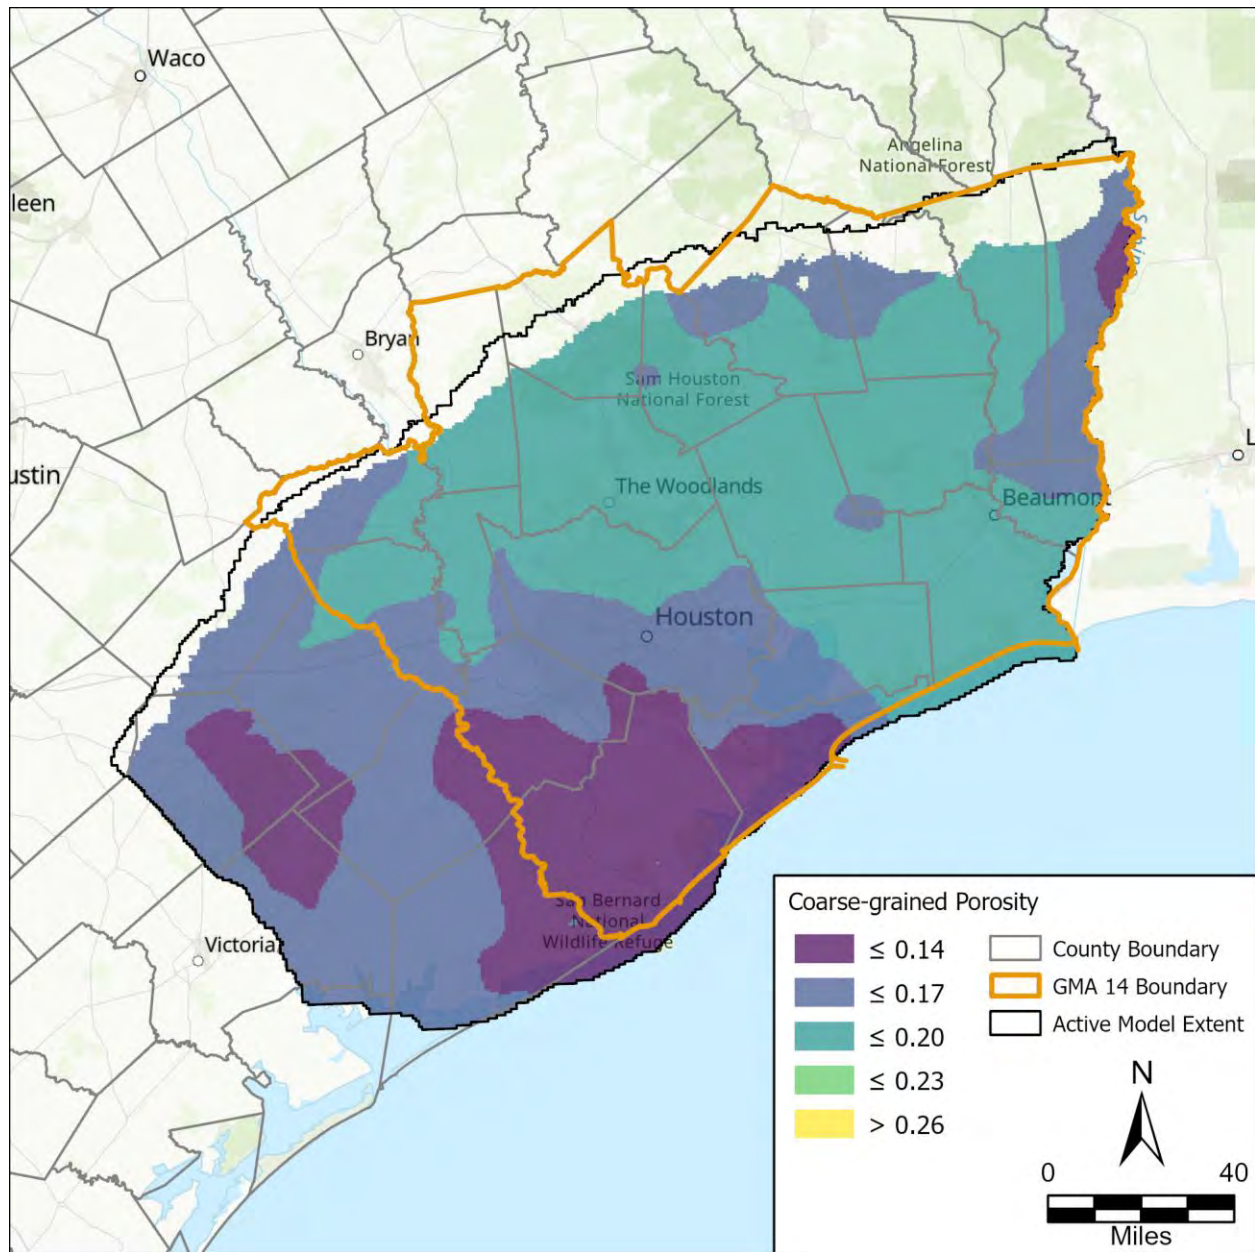 Waco
Angelina
National Forest
leen
Bryan
Sam Houston
National Forest
L
ustin
The Woodlands
Beaumont
Houston
San Bernard
National
Wildlife Refuge
Victoria
Coarse-grained Porosity
≤ 0.14
≤ 0.17
≤ 0.20
≤ 0.23
> 0.26
County Boundary
GMA 14 Boundary
Active Model Extent
N
0 40
Miles